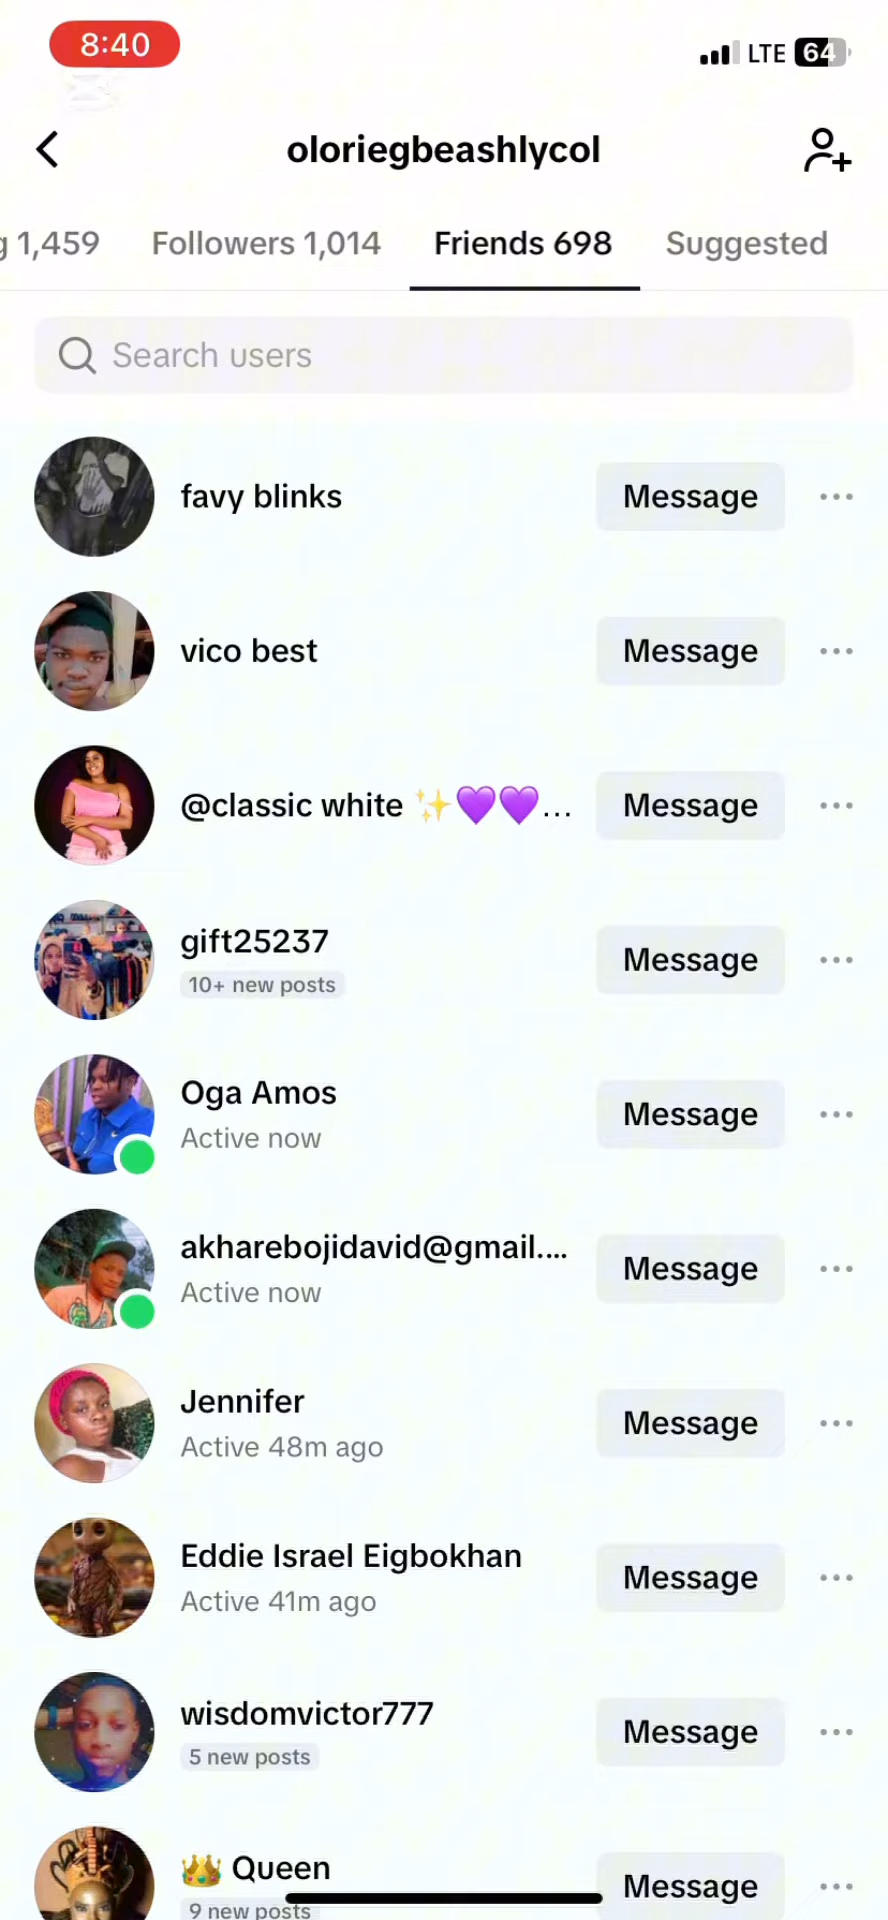 8:40
LTE 64
oloriegbeashlycol
g 1,459 Followers 1,014 Friends 698 Suggested
Search users
favy blinks Message
vico best Message
@classic white ✨💜💜... Message
gift25237
10+ new posts
Message
Oga Amos
Active now
Message
akharebojidavid@gmail....
Active now
Message
Jennifer
Active 48m ago
Message
Eddie Israel Eigbokhan
Active 41m ago
Message
wisdomvictor777
5 new posts
Message
👑 Queen
9 new posts
Message